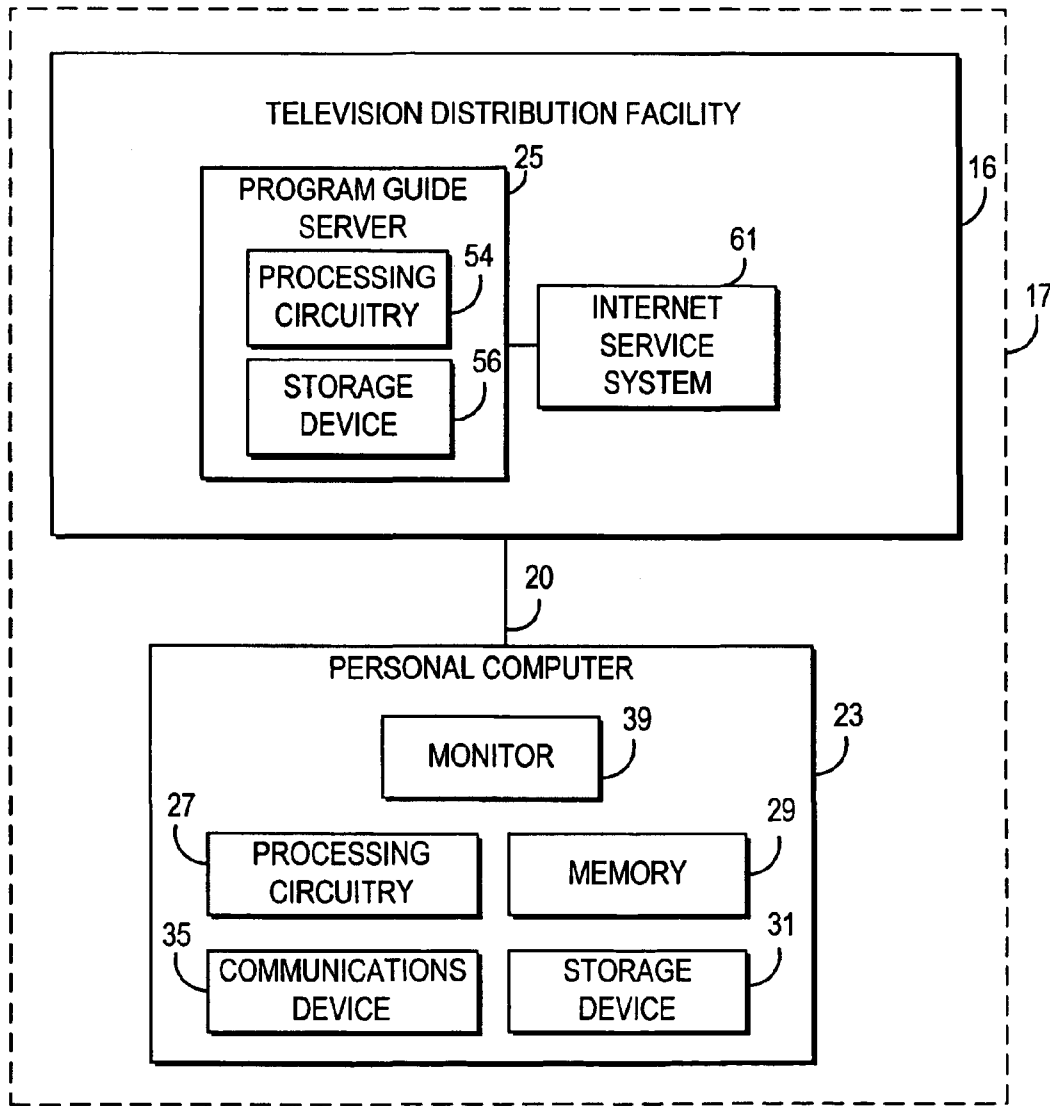 TELEVISION DISTRIBUTION FACILITY
25
16
PROGRAM GUIDE
SERVER
54
PROCESSING
CIRCUITRY
61
INTERNET
SERVICE
SYSTEM
17
56
STORAGE
DEVICE
20
PERSONAL COMPUTER
39
23
MONITOR
27
PROCESSING
CIRCUITRY
29
MEMORY
35
COMMUNICATIONS
DEVICE
31
STORAGE
DEVICE